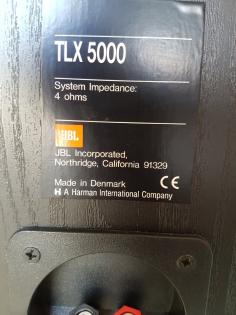 TLX 5000
System Impedance:
4 ohms
JBL
JBL Incorporated,
Northridge, California 91329
Made in Denmark CE
H A Harman International Company